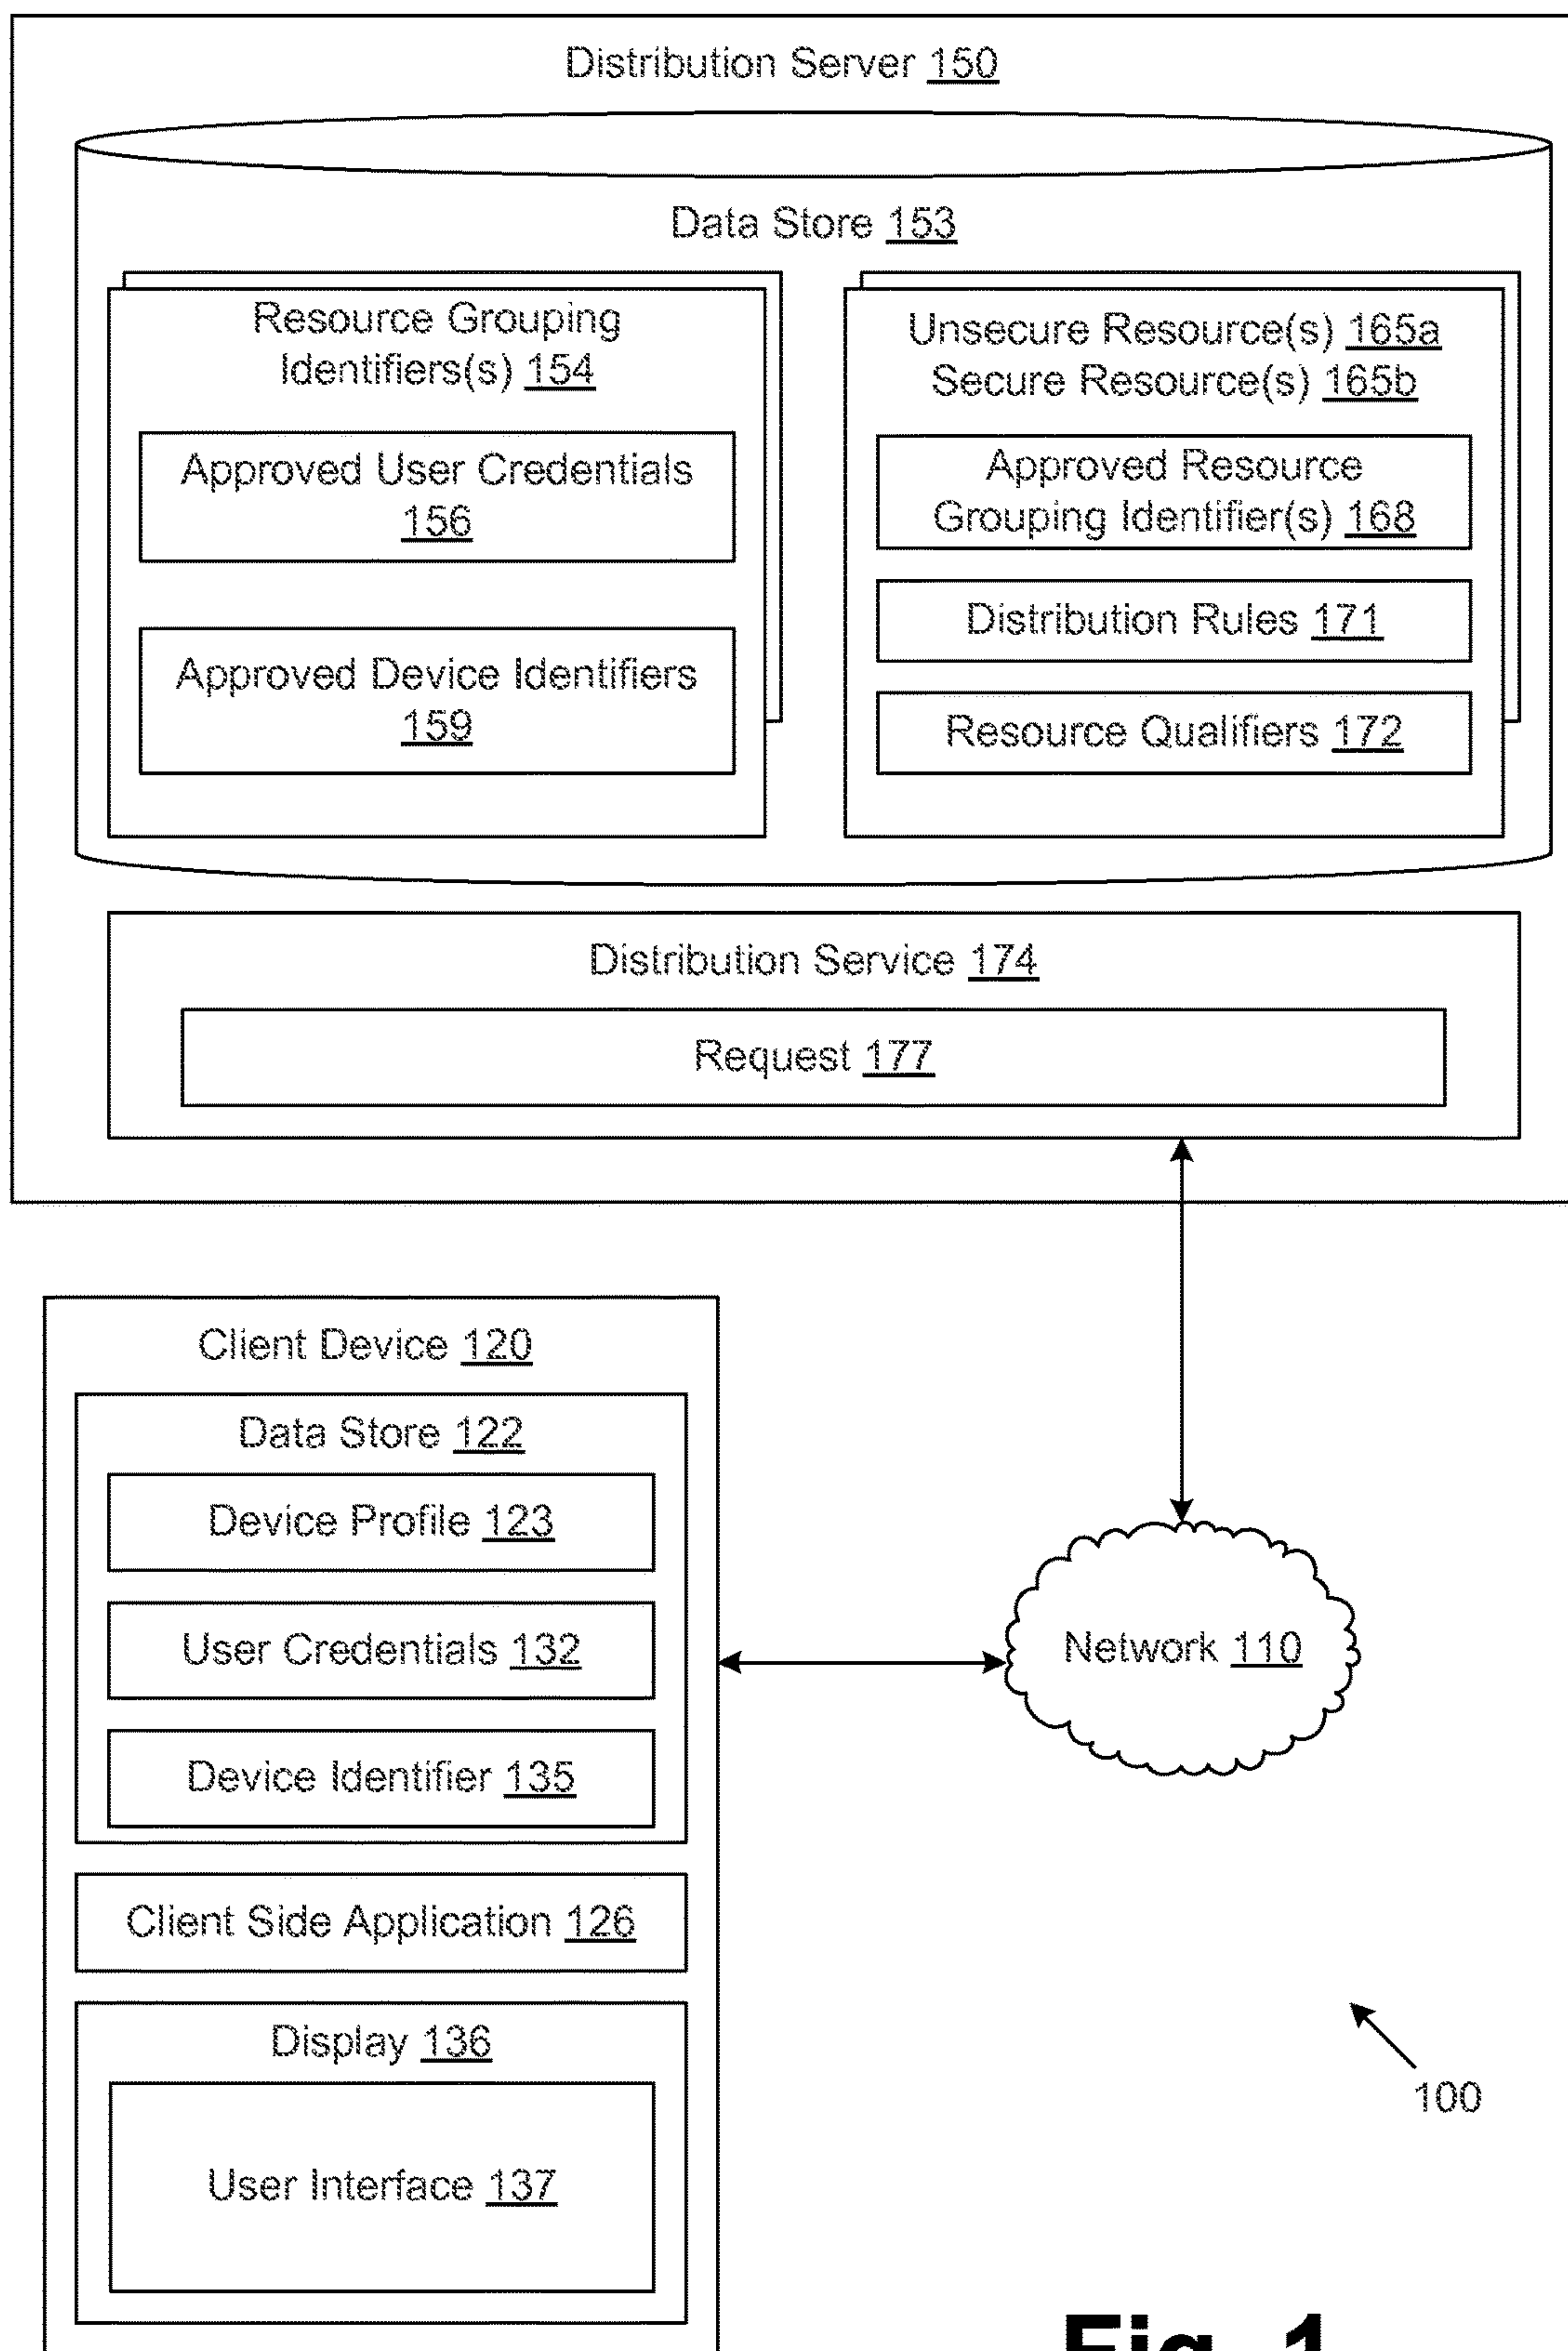 Distribution Server 150
Data Store 153
Resource Grouping
Identifiers(s) 154
Approved User Credentials
156
Approved Device Identifiers
159
Unsecure Resource(s) 165a
Secure Resource(s) 165b
Approved Resource
Grouping Identifier(s) 168
Distribution Rules 171
Resource Qualifiers 172
Distribution Service 174
Request 177
Client Device 120
Data Store 122
Device Profile 123
User Credentials 132
Device Identifier 135
Client Side Application 126
Display 136
User Interface 137
Network 110
100
Fig. 1